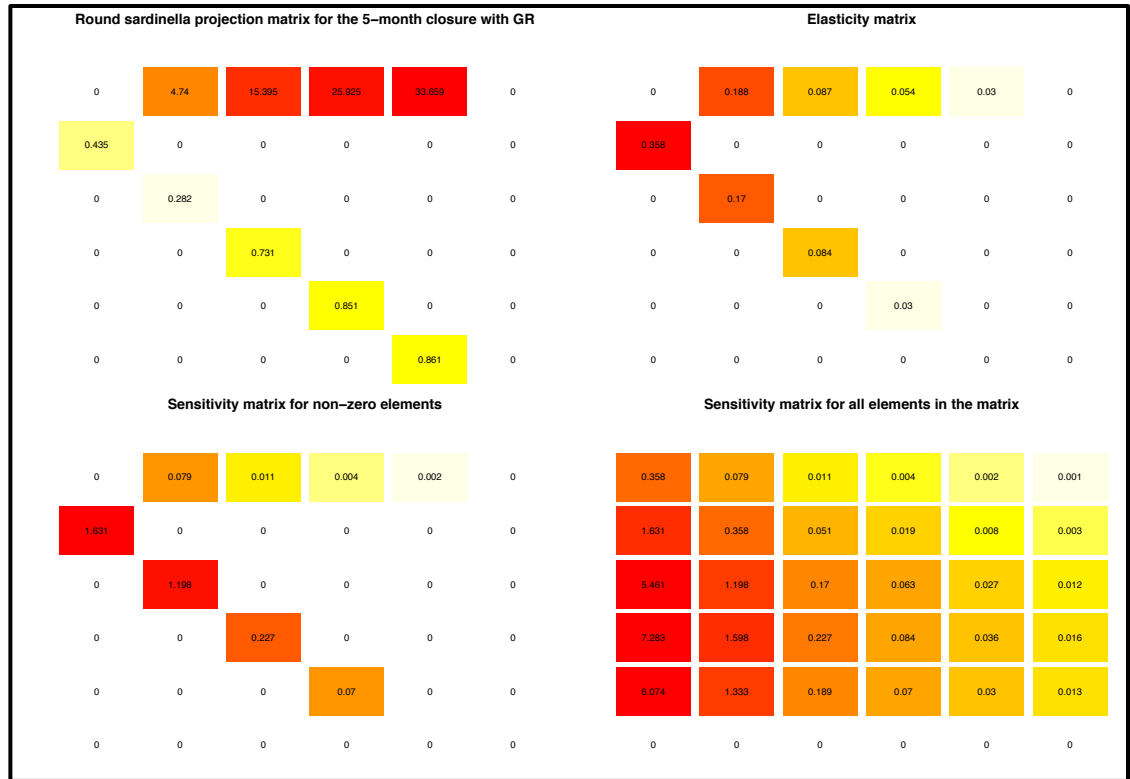 Round sardinella projection matrix for the 5−month closure with GR
0 4.74 15.395 25.925 33.659 0
0.435 0 0 0 0 0
0 0.282 0 0 0 0
0 0 0.731 0 0 0
0 0 0 0.851 0 0
0 0 0 0 0.861 0
Elasticity matrix
0 0.188 0.087 0.054 0.03 0
0.358 0 0 0 0 0
0 0.17 0 0 0 0
0 0 0.084 0 0 0
0 0 0 0.03 0 0
0 0 0 0 0 0
Sensitivity matrix for non−zero elements
0 0.079 0.011 0.004 0.002 0
1.631 0 0 0 0 0
0 1.198 0 0 0 0
0 0 0.227 0 0 0
0 0 0 0.07 0 0
0 0 0 0 0 0
Sensitivity matrix for all elements in the matrix
0.358 0.079 0.011 0.004 0.002 0.001
1.631 0.358 0.051 0.019 0.008 0.003
5.461 1.198 0.17 0.063 0.027 0.012
7.283 1.598 0.227 0.084 0.036 0.016
6.074 1.333 0.189 0.07 0.03 0.013
0 0 0 0 0 0